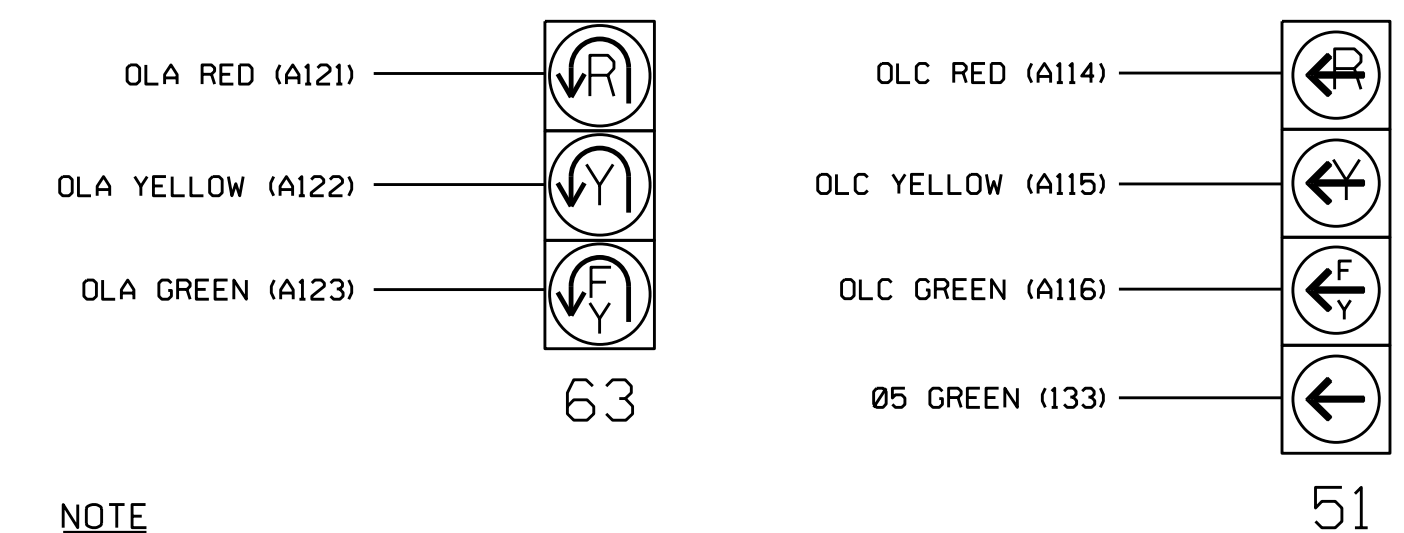 OLA RED (A121)
R
OLA YELLOW (A122)
Y
OLA GREEN (A123)
F
Y
63
OLC RED (A114)
R
OLC YELLOW (A115)
Y
OLC GREEN (A116)
F
Y
Ø5 GREEN (133)
51
NOTE